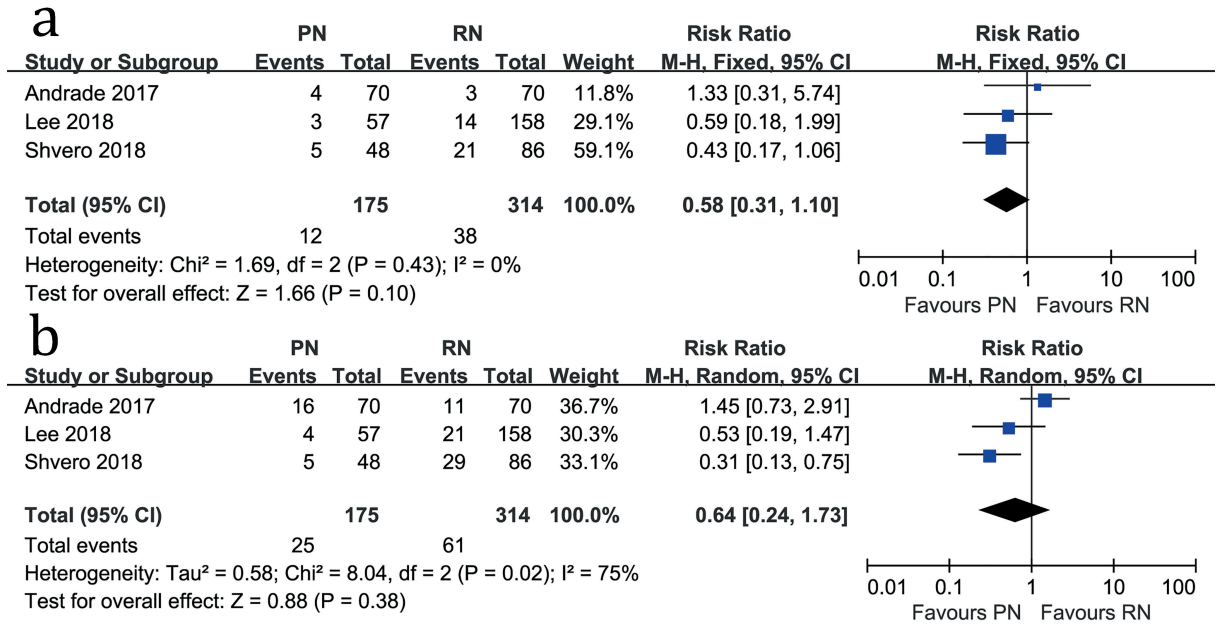 a
PN RN Risk Ratio Risk Ratio
Study or Subgroup Events Total Events Total Weight M-H, Fixed, 95% CI M-H, Fixed, 95% CI
Andrade 2017 4 70 3 70 11.8% 1.33 [0.31, 5.74]
Lee 2018 3 57 14 158 29.1% 0.59 [0.18, 1.99]
Shvero 2018 5 48 21 86 59.1% 0.43 [0.17, 1.06]
Total (95% CI) 175 314 100.0% 0.58 [0.31, 1.10]
Total events 12 38
Heterogeneity: Chi² = 1.69, df = 2 (P = 0.43); I² = 0%
Test for overall effect: Z = 1.66 (P = 0.10)
0.01 0.1 1 10 100
Favours PN Favours RN
b
PN RN Risk Ratio Risk Ratio
Study or Subgroup Events Total Events Total Weight M-H, Random, 95% CI M-H, Random, 95% CI
Andrade 2017 16 70 11 70 36.7% 1.45 [0.73, 2.91]
Lee 2018 4 57 21 158 30.3% 0.53 [0.19, 1.47]
Shvero 2018 5 48 29 86 33.1% 0.31 [0.13, 0.75]
Total (95% CI) 175 314 100.0% 0.64 [0.24, 1.73]
Total events 25 61
Heterogeneity: Tau² = 0.58; Chi² = 8.04, df = 2 (P = 0.02); I² = 75%
Test for overall effect: Z = 0.88 (P = 0.38)
0.01 0.1 1 10 100
Favours PN Favours RN